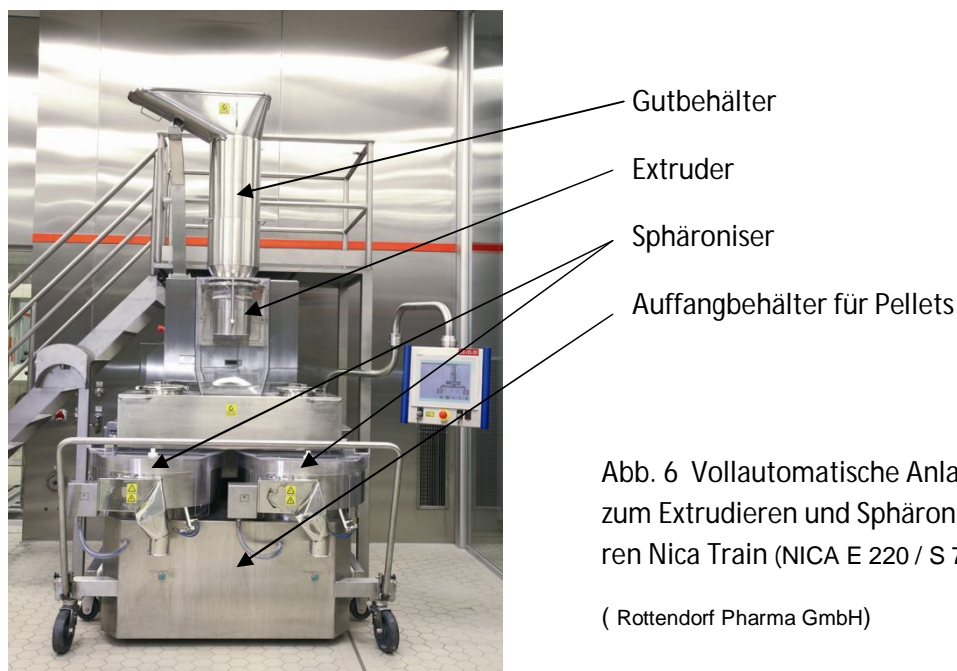 Gutbehälter
Extruder
Sphäroniser
Auffangbehälter für Pellets
Abb. 6 Vollautomatische Anla
zum Extrudieren und Sphäron
ren Nica Train (NICA E 220 / S 7
( Rottendorf Pharma GmbH)